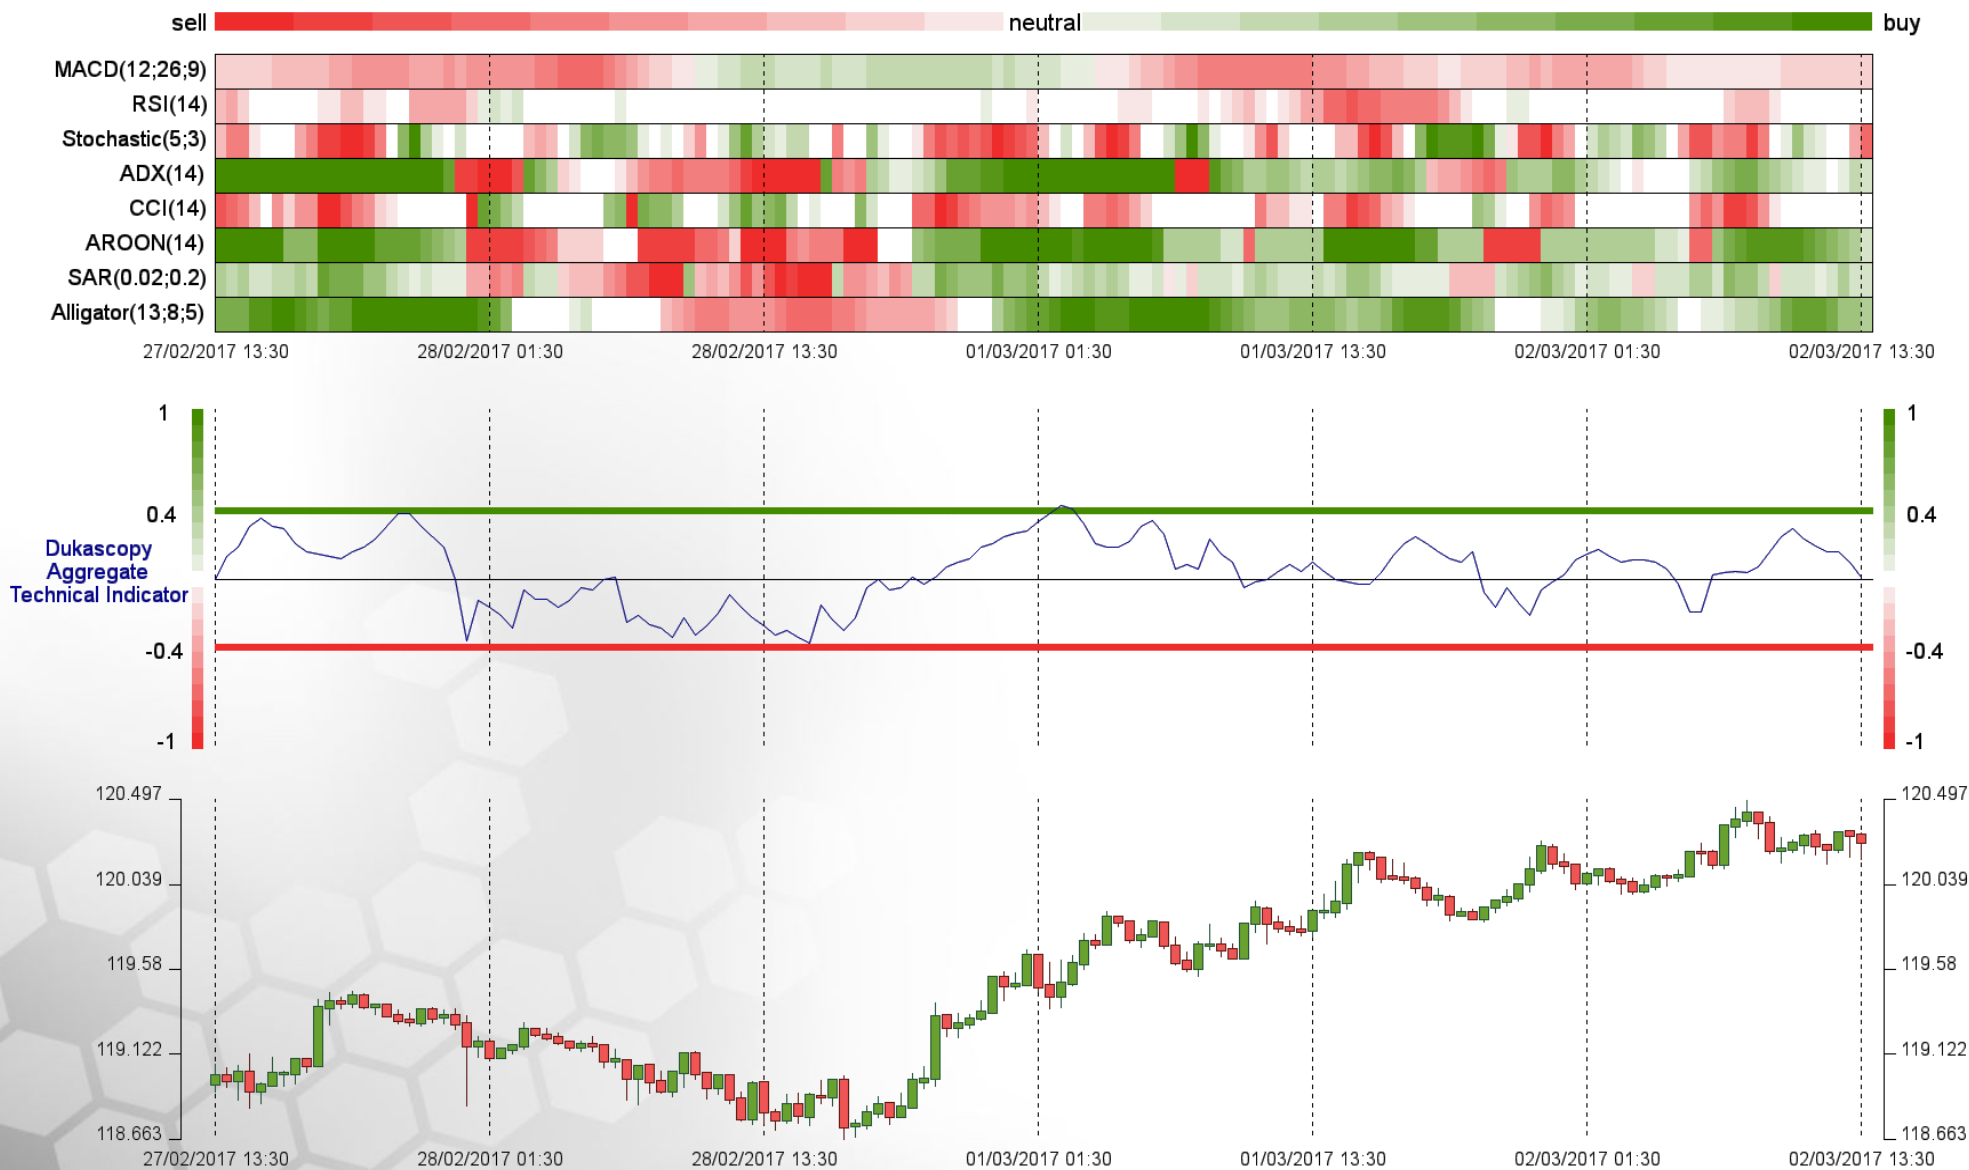 sell neutral buy
MACD(12;26;9)
RSI(14)
Stochastic(5;3)
ADX(14)
CCI(14)
AROON(14)
SAR(0.02;0.2)
Alligator(13;8;5)
27/02/2017 13:30 28/02/2017 01:30 28/02/2017 13:30 01/03/2017 01:30 01/03/2017 13:30 02/03/2017 01:30 02/03/2017 13:30
1 1
0.4 0.4
Dukascopy
Aggregate
Technical Indicator
-0.4 -0.4
-1 -1
120.497 120.497
120.039 120.039
119.58 119.58
119.122 119.122
118.663 118.663
27/02/2017 13:30 28/02/2017 01:30 28/02/2017 13:30 01/03/2017 01:30 01/03/2017 13:30 02/03/2017 01:30 02/03/2017 13:30